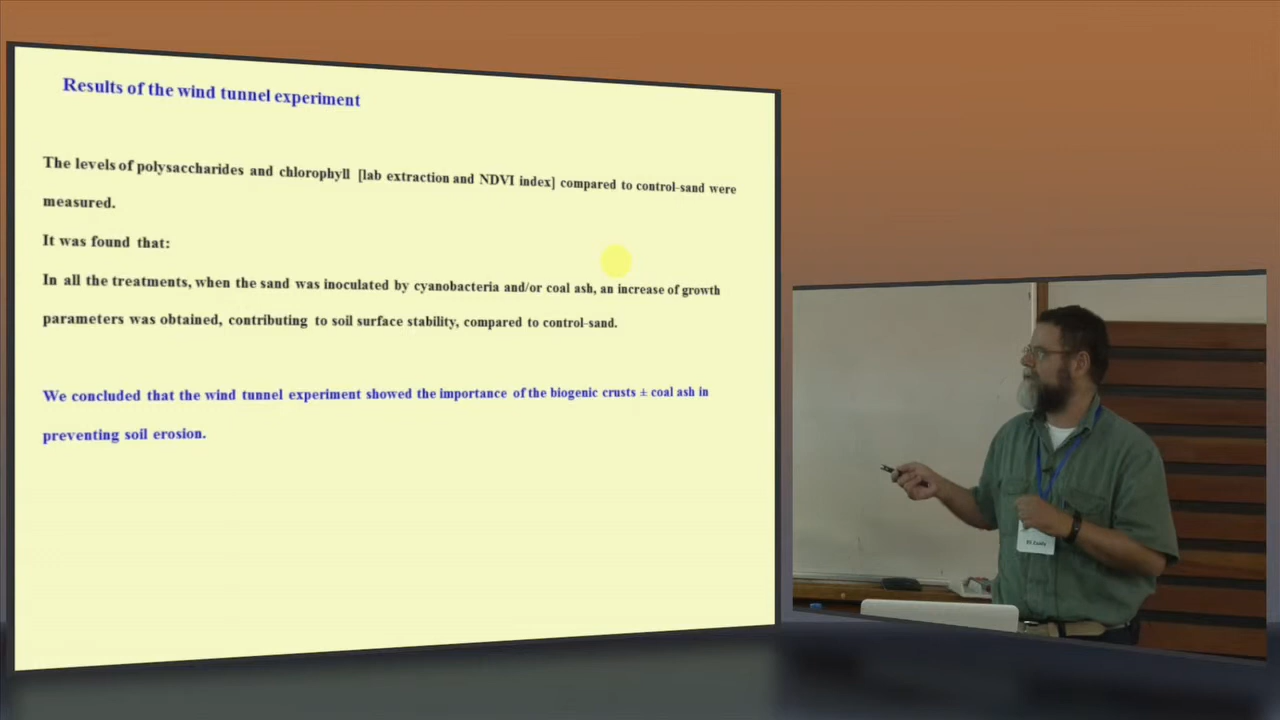 Results of the wind tunnel experiment
The levels of polysaccharides and chlorophyll [lab extraction and NDVI index] compared to control-sand were
measured.
It was found that:
In all the treatments, when the sand was inoculated by cyanobacteria and/or coal ash, an increase of growth
parameters was obtained, contributing to soil surface stability, compared to control-sand.
We concluded that the wind tunnel experiment showed the importance of the biogenic crusts ± coal ash in
preventing soil erosion.